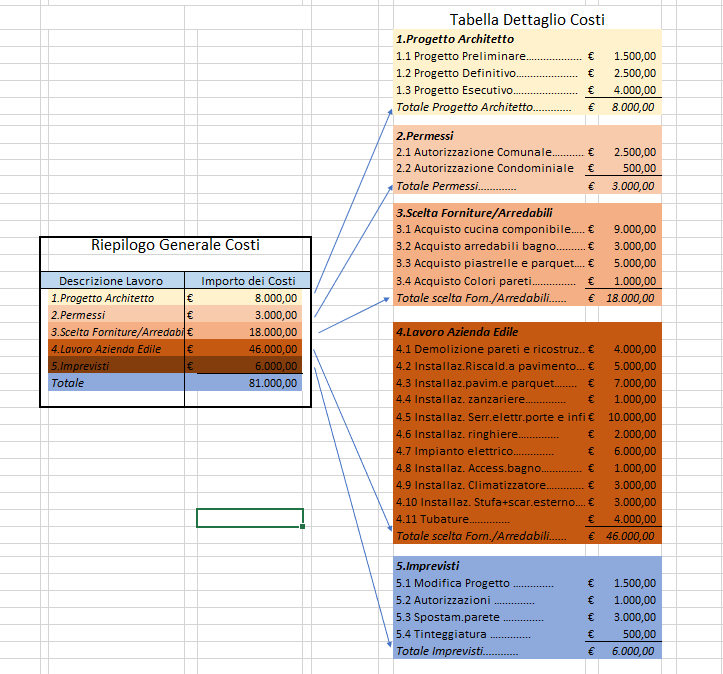 Tabella Dettaglio Costi
1.Progetto Architetto
1.1 Progetto Preliminare................... € 1.500,00
1.2 Progetto Definitivo..................... € 2.500,00
1.3 Progetto Esecutivo...................... € 4.000,00
Totale Progetto Architetto............. € 8.000,00
2.Permessi
2.1 Autorizzazione Comunale........... € 2.500,00
2.2 Autorizzazione Condominiale € 500,00
Totale Permessi............. € 3.000,00
3.Scelta Forniture/Arredabili
3.1 Acquisto cucina componibile..... € 9.000,00
3.2 Acquisto arredabili bagno.......... € 3.000,00
3.3 Acquisto piastrelle e parquet.... € 5.000,00
3.4 Acquisto Colori pareti............... € 1.000,00
Totale scelta Forn./Arredabili...... € 18.000,00
Riepilogo Generale Costi
Descrizione Lavoro Importo dei Costi
1.Progetto Architetto € 8.000,00
2.Permessi € 3.000,00
3.Scelta Forniture/Arredabi € 18.000,00
4.Lavoro Azienda Edile € 46.000,00
5.Imprevisti € 6.000,00
Totale 81.000,00
4.Lavoro Azienda Edile
4.1 Demolizione pareti e ricostruz.. € 4.000,00
4.2 Installaz.Riscald.a pavimento... € 5.000,00
4.3 Installaz.pavim.e parquet........ € 7.000,00
4.4 Installaz. zanzariere.............. € 1.000,00
4.5 Installaz. Serr.elettr.porte e infi € 10.000,00
4.6 Installaz. ringhiere............. € 2.000,00
4.7 Impianto elettrico.............. € 6.000,00
4.8 Installaz. Access.bagno............. € 1.000,00
4.9 Installaz. Climatizzatore............ € 3.000,00
4.10 Installaz. Stufa+scar.esterno.... € 3.000,00
4.11 Tubature............. € 4.000,00
Totale scelta Forn./Arredabili...... € 46.000,00
5.Imprevisti
5.1 Modifica Progetto ............. € 1.500,00
5.2 Autorizzazioni ............. € 1.000,00
5.3 Spostam.parete ............. € 3.000,00
5.4 Tinteggiatura ............. € 500,00
Totale Imprevisti............ € 6.000,00